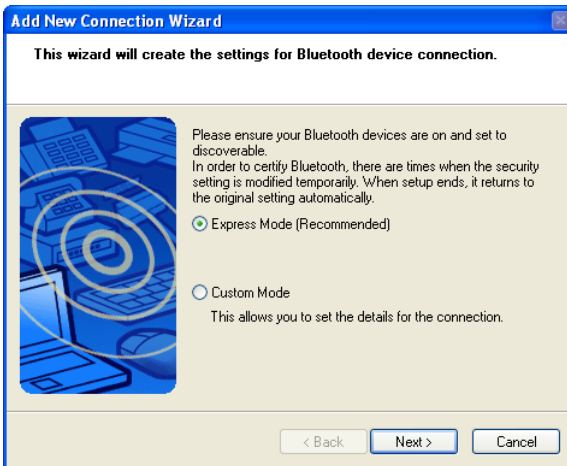 Add New Connection Wizard
This wizard will create the settings for Bluetooth device connection.
Please ensure your Bluetooth devices are on and set to
discoverable.
In order to certify Bluetooth, there are times when the security
setting is modified temporarily. When setup ends, it returns to
the original setting automatically.
Express Mode (Recommended)
Custom Mode
This allows you to set the details for the connection.
< Back Next > Cancel